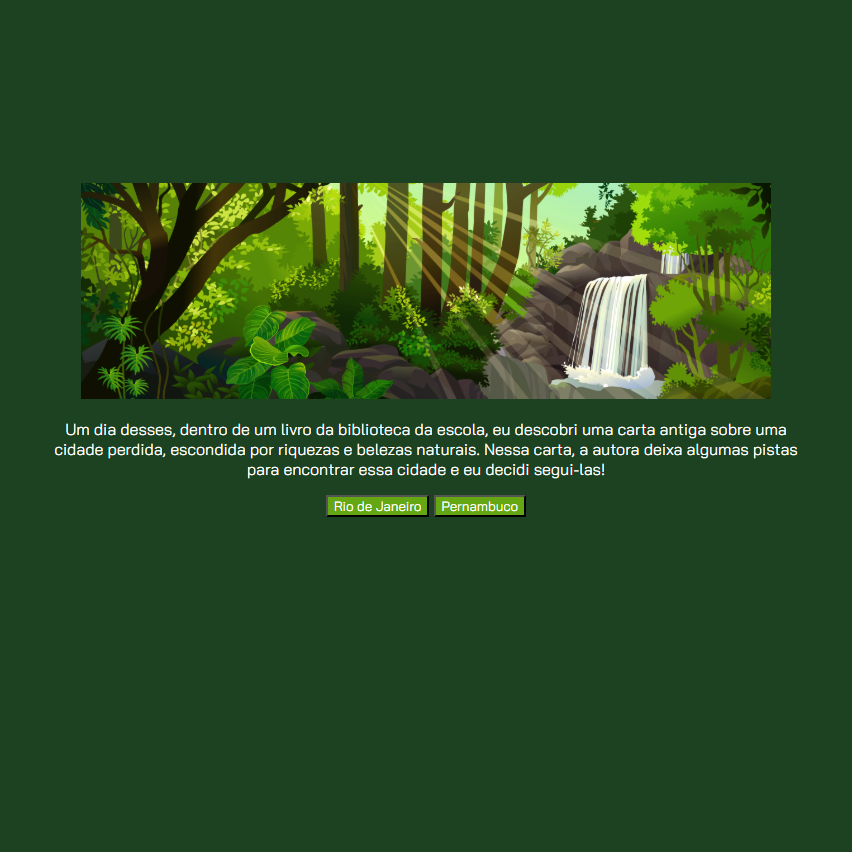 Um dia desses, dentro de um livro da biblioteca da escola, eu descobri uma carta antiga sobre uma
cidade perdida, escondida por riquezas e belezas naturais. Nessa carta, a autora deixa algumas pistas
para encontrar essa cidade e eu decidi segui-las!
Rio de Janeiro Pernambuco